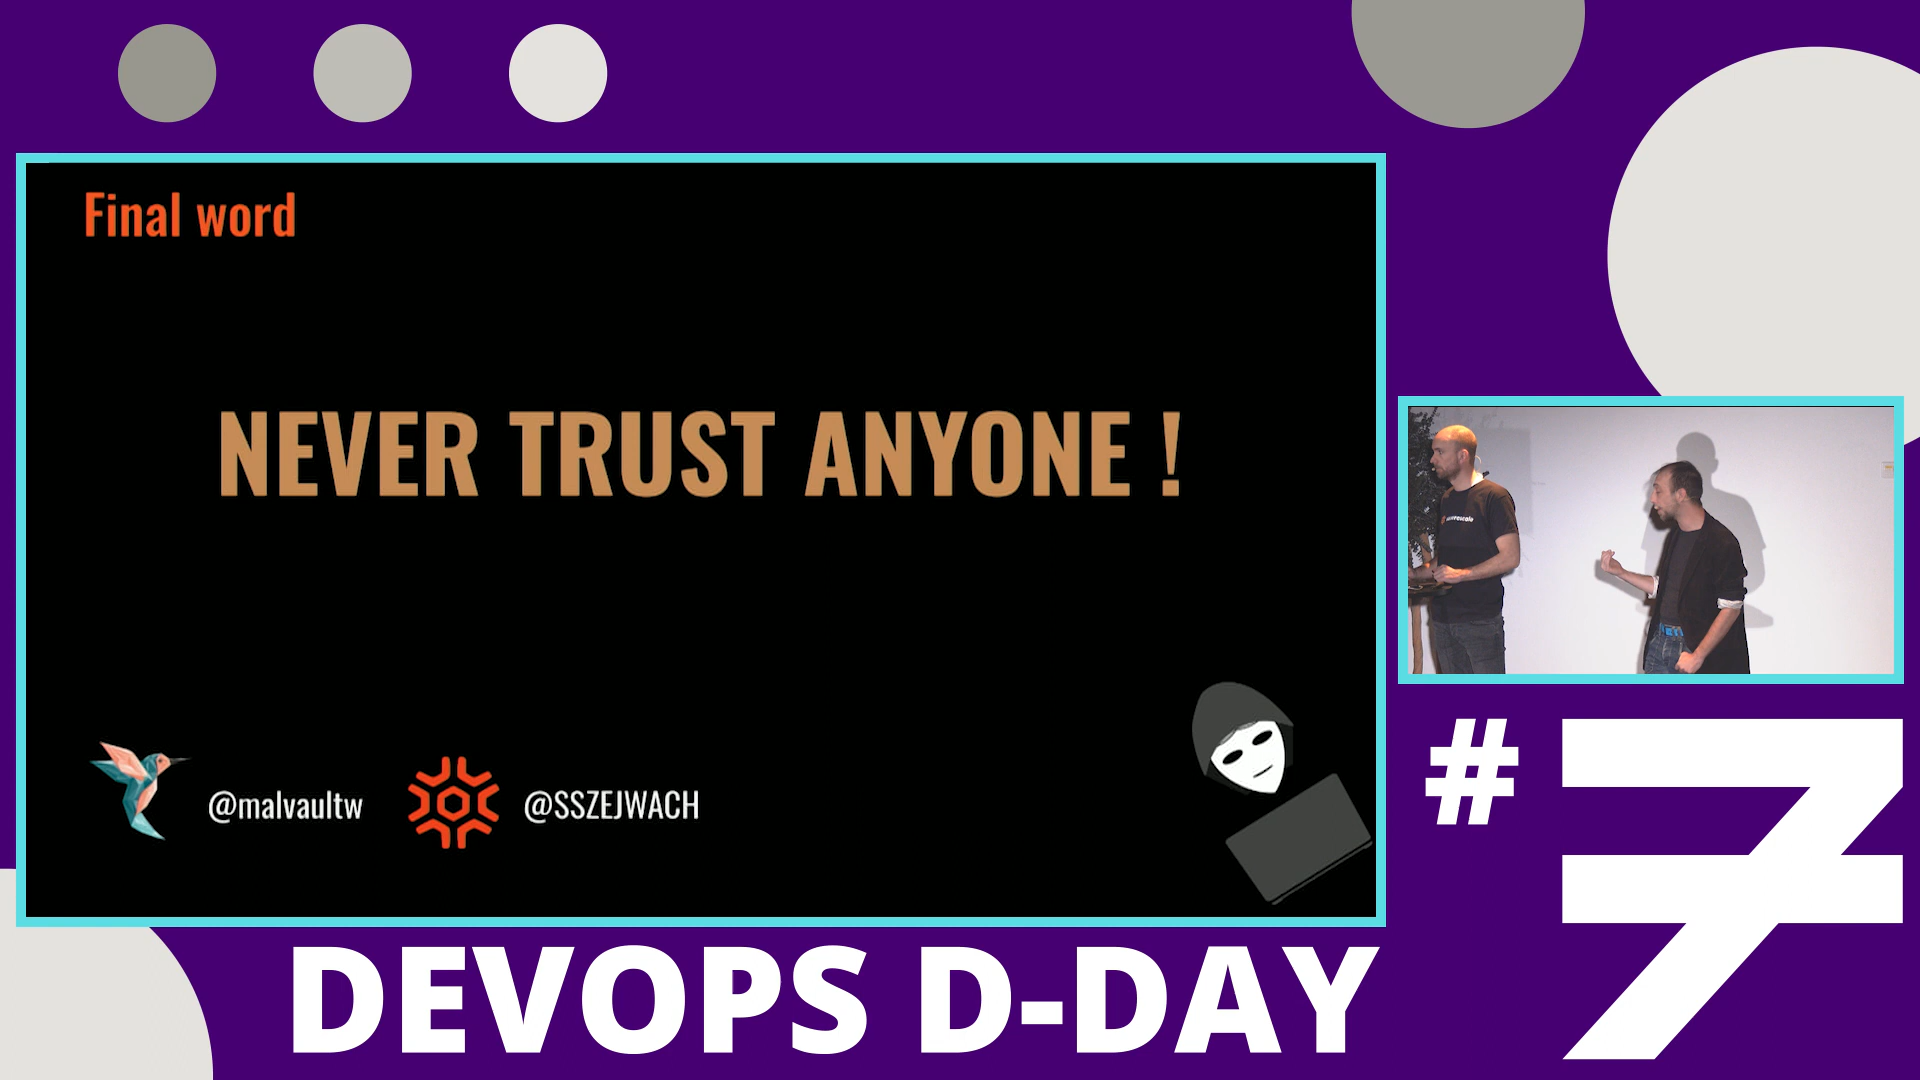 Final word
NEVER TRUST ANYONE !
@malvaultw
@SSZEJWACH
#7
DEVOPS D-DAY